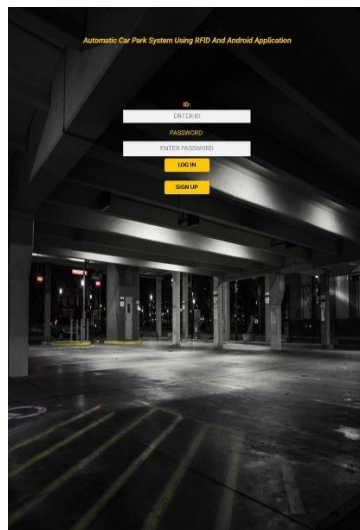 Automatic Car Park System Using RFID And Android Application
ID:
ENTER ID
PASSWORD
ENTER PASSWORD
LOG IN
SIGN UP